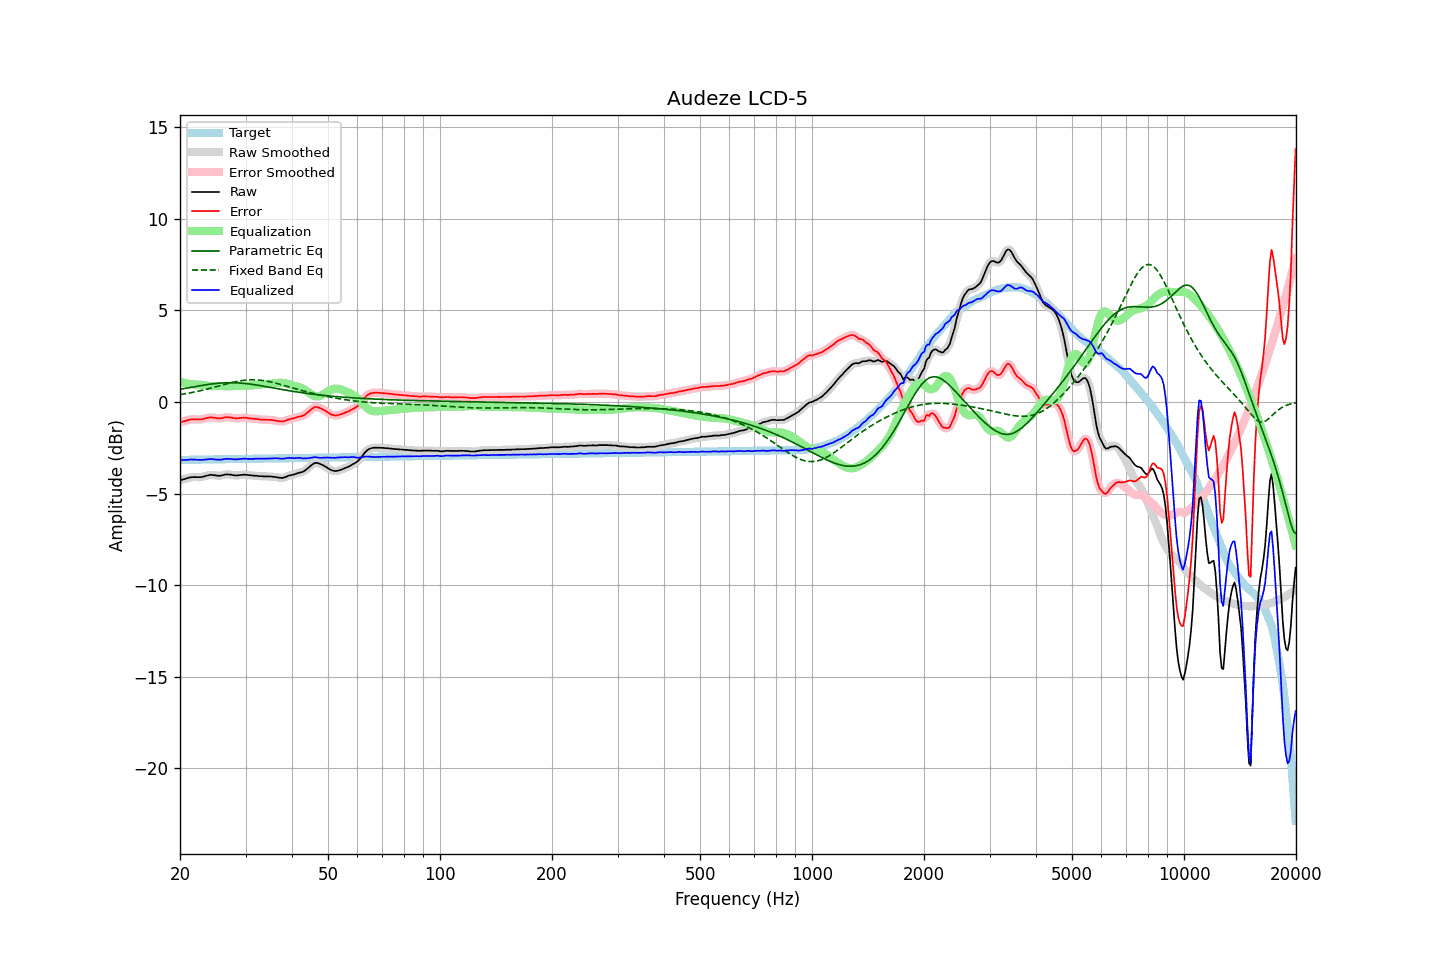 Audeze LCD-5
Amplitude (dBr)
15
10
5
0
−5
−10
−15
−20
Target
Raw Smoothed
Error Smoothed
Raw
Error
Equalization
Parametric Eq
Fixed Band Eq
Equalized
20 50 100 200 500 1000 2000 5000 10000 20000
Frequency (Hz)